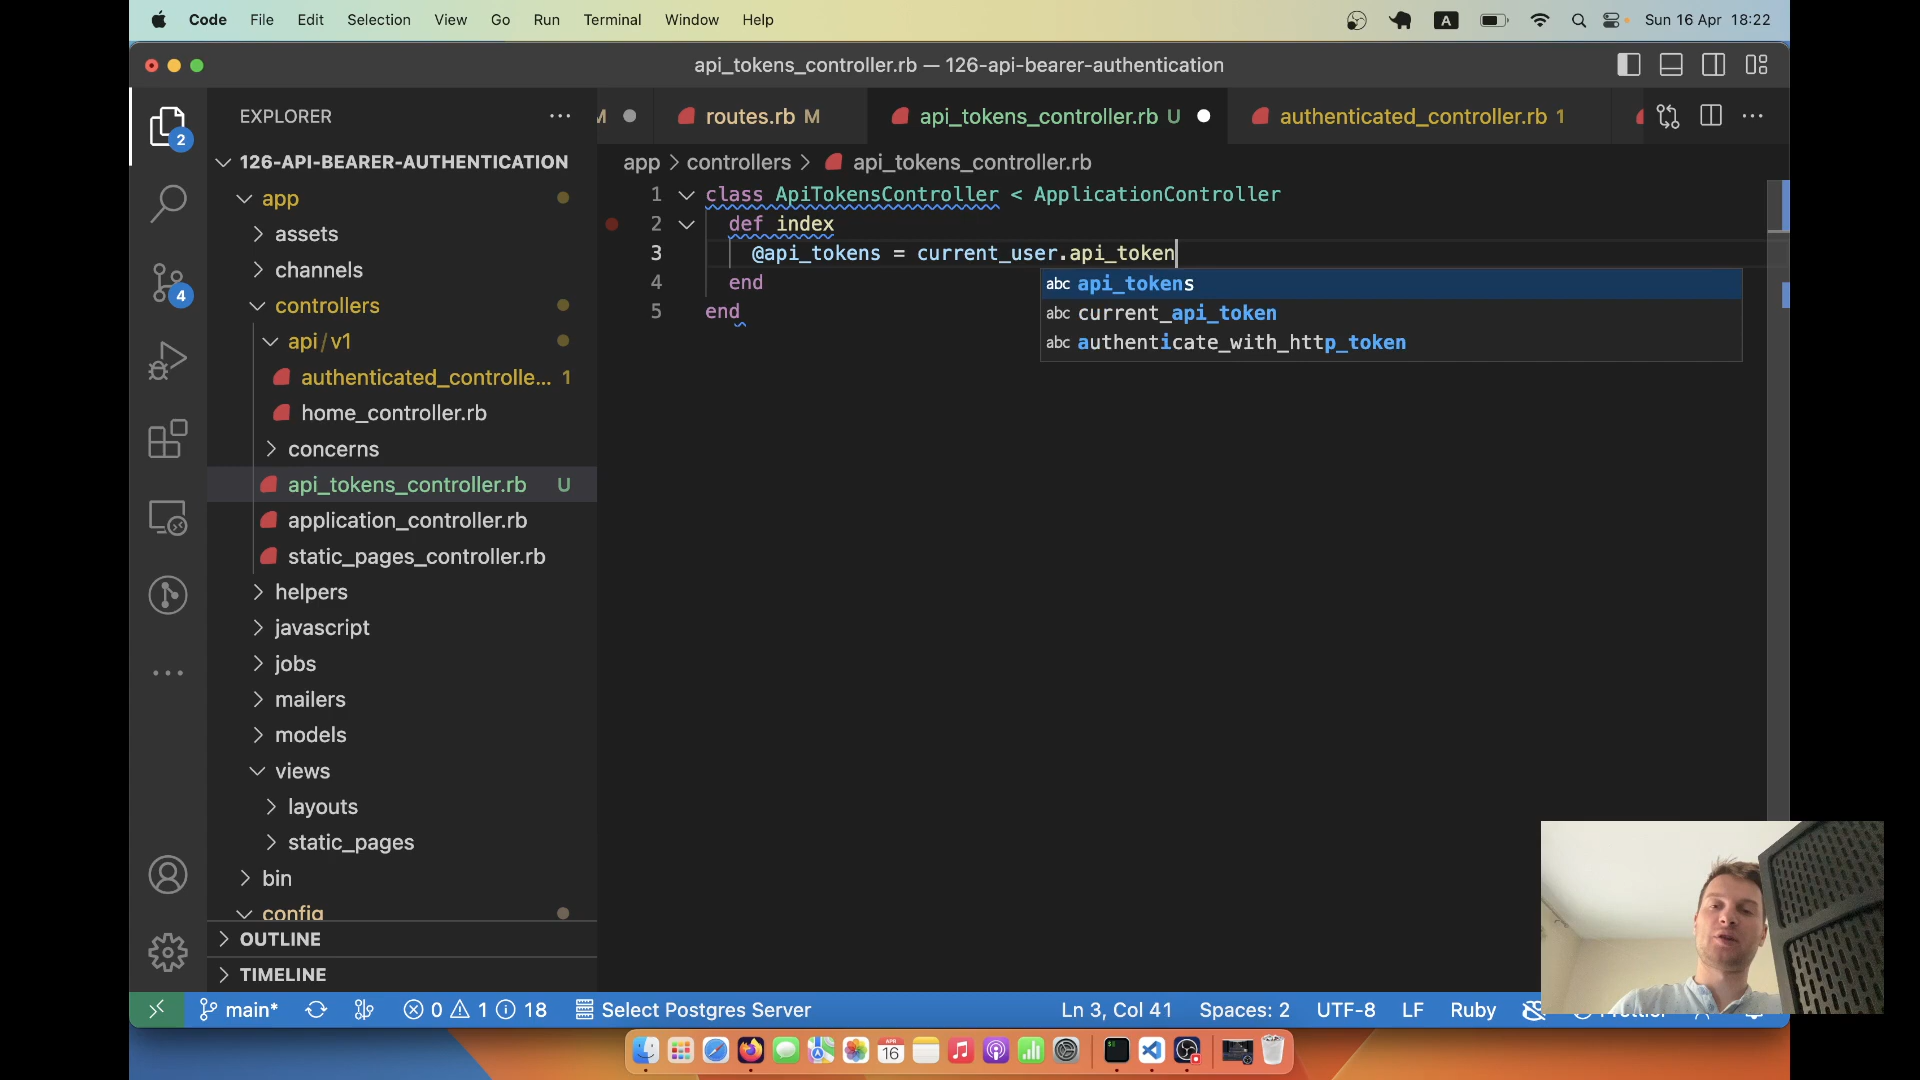 Code File Edit Selection View Go Run Terminal Window Help A Sun 16 Apr 18:22
api_tokens_controller.rb — 126-api-bearer-authentication
EXPLORER
M routes.rb M api_tokens_controller.rb U authenticated_controller.rb 1
126-API-BEARER-AUTHENTICATION
app > controllers > api_tokens_controller.rb
app
assets
channels
controllers
api/v1
authenticated_controlle... 1
home_controller.rb
concerns
api_tokens_controller.rb U
application_controller.rb
static_pages_controller.rb
helpers
javascript
jobs
mailers
models
views
layouts
static_pages
bin
config
OUTLINE
TIMELINE
2
4
1 class ApiTokensController < ApplicationController
2 def index
3 @api_tokens = current_user.api_token
4 end
5 end
abc api_tokens
abc current_api_token
abc authenticate_with_http_token
main* 0 1 18 Select Postgres Server Ln 3, Col 41 Spaces: 2 UTF-8 LF Ruby
APR
16